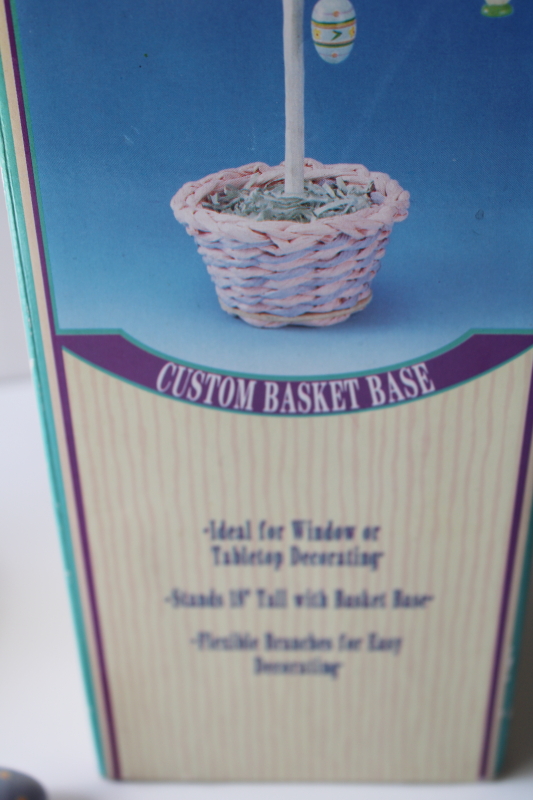 CUSTOM BASKET BASE
-Ideal for Window or
Tabletop Decorating-
-Stands 18" Tall with Basket Base-
-Flexible Branches for Easy
Decorating-